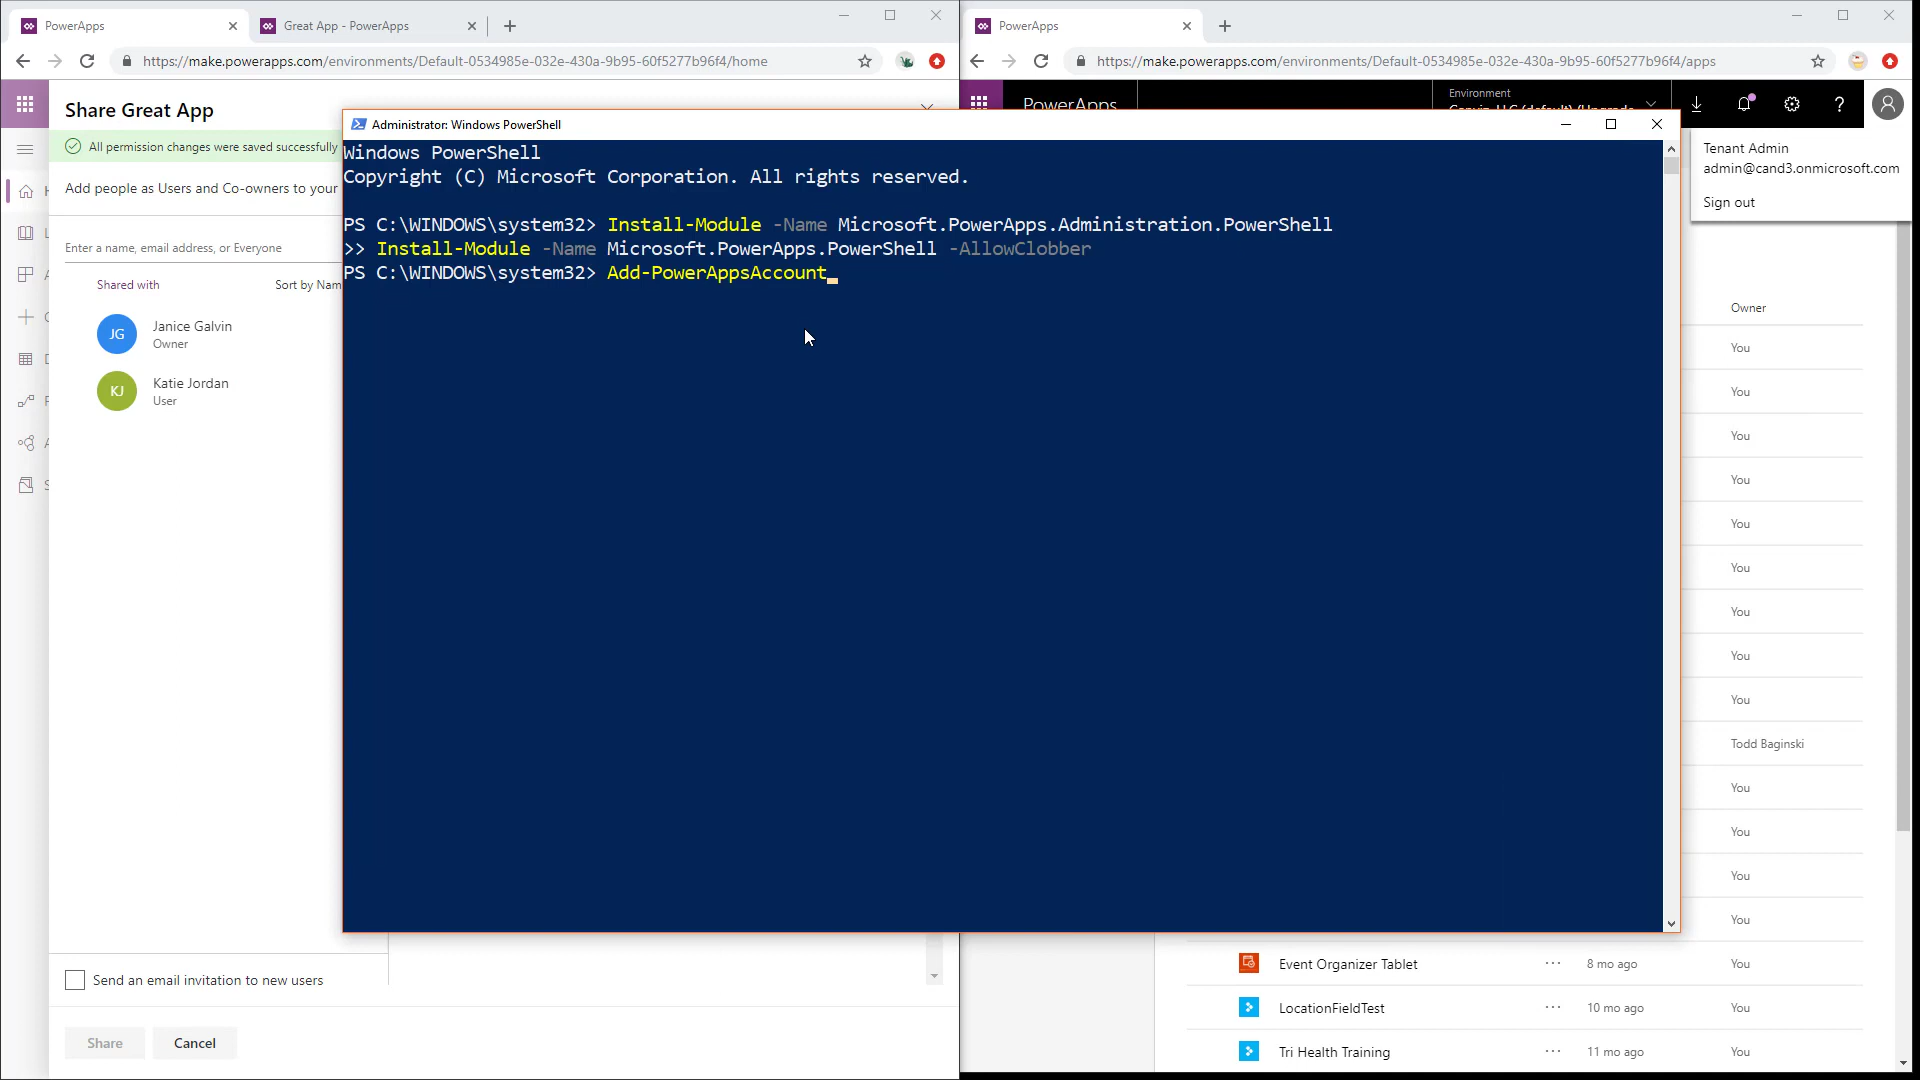 PowerApps
Great App - PowerApps
https://make.powerapps.com/environments/Default-0534985e-032e-430a-9b95-60f5277b96f4/home
Share Great App
All permission changes were saved successfully
Add people as Users and Co-owners to your
Enter a name, email address, or Everyone
Shared with
Sort by Nam
JG
Janice Galvin
Owner
KJ
Katie Jordan
User
Send an email invitation to new users
Share
Cancel
Administrator: Windows PowerShell
Windows PowerShell
Copyright (C) Microsoft Corporation. All rights reserved.
PS C:\WINDOWS\system32> Install-Module -Name Microsoft.PowerApps.Administration.PowerShell
>> Install-Module -Name Microsoft.PowerApps.PowerShell -AllowClobber
PS C:\WINDOWS\system32> Add-PowerAppsAccount
PowerApps
https://make.powerapps.com/environments/Default-0534985e-032e-430a-9b95-60f5277b96f4/apps
PowerApps
Environment
Tenant Admin
admin@cand3.onmicrosoft.com
Sign out
Owner
You
You
You
You
You
You
You
You
You
Todd Baginski
You
You
You
You
Event Organizer Tablet ... 8 mo ago You
LocationFieldTest ... 10 mo ago You
Tri Health Training ... 11 mo ago You